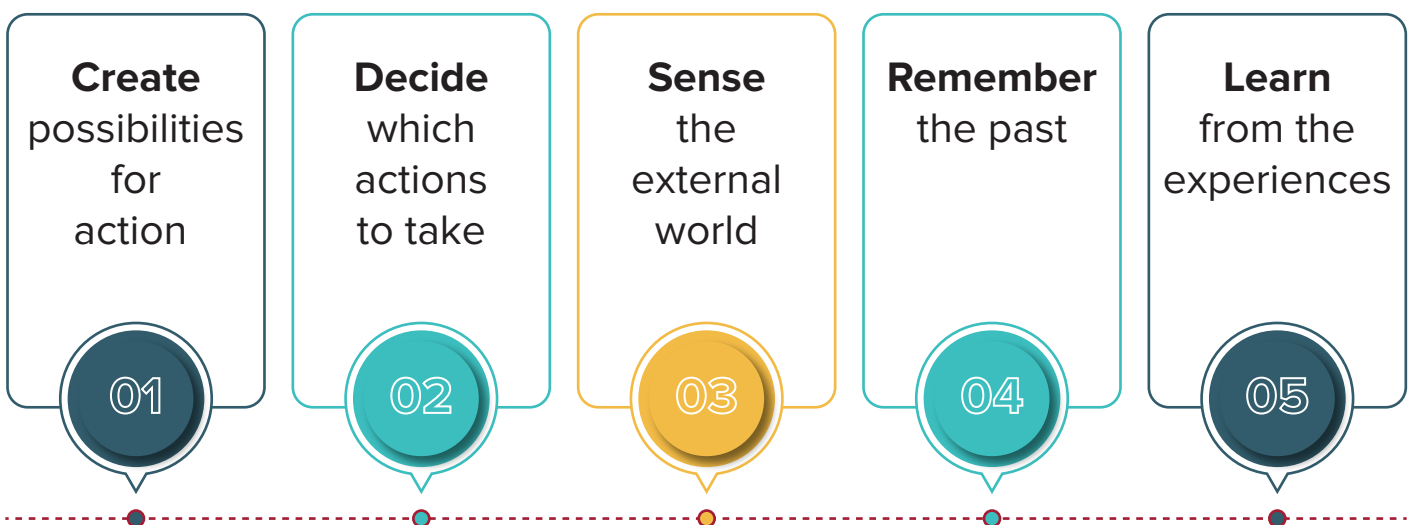 Create
possibilities
for
action
01
Decide
which
actions
to take
02
Sense
the
external
world
03
Remember
the past
04
Learn
from the
experiences
05